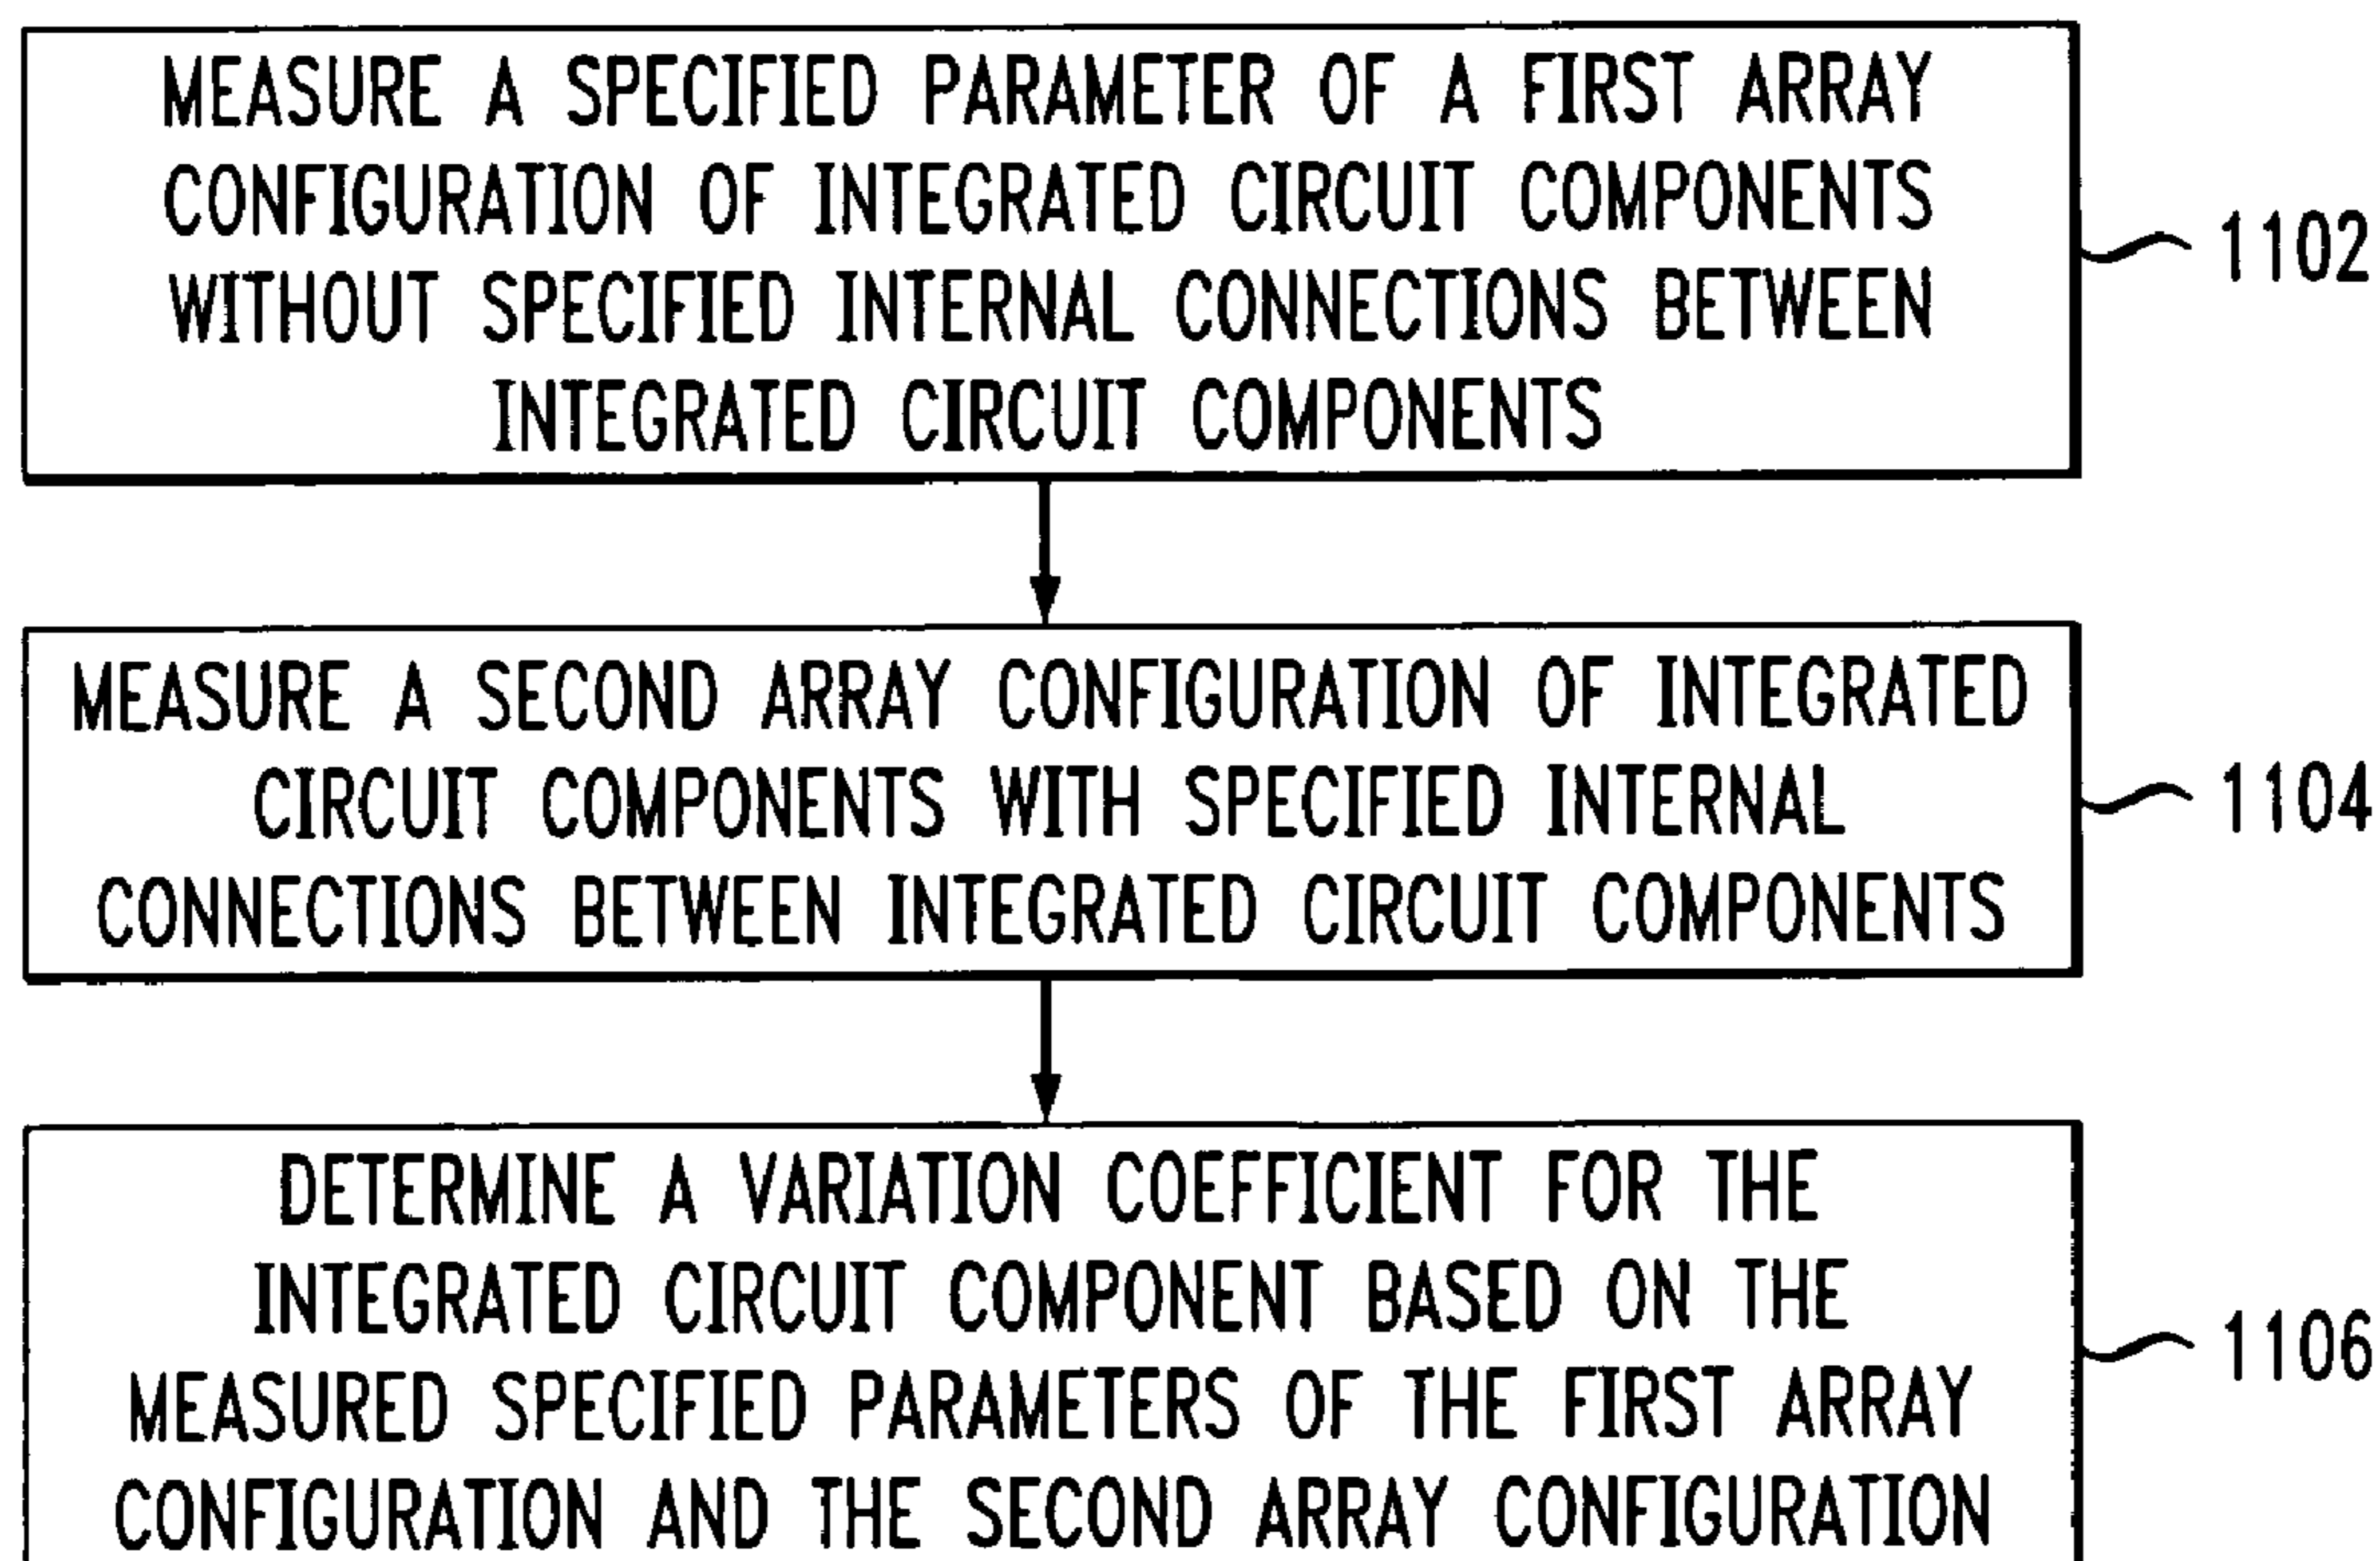 MEASURE A SPECIFIED PARAMETER OF A FIRST ARRAY
CONFIGURATION OF INTEGRATED CIRCUIT COMPONENTS
WITHOUT SPECIFIED INTERNAL CONNECTIONS BETWEEN
INTEGRATED CIRCUIT COMPONENTS
1102
MEASURE A SECOND ARRAY CONFIGURATION OF INTEGRATED
CIRCUIT COMPONENTS WITH SPECIFIED INTERNAL
CONNECTIONS BETWEEN INTEGRATED CIRCUIT COMPONENTS
1104
DETERMINE A VARIATION COEFFICIENT FOR THE
INTEGRATED CIRCUIT COMPONENT BASED ON THE
MEASURED SPECIFIED PARAMETERS OF THE FIRST ARRAY
CONFIGURATION AND THE SECOND ARRAY CONFIGURATION
1106